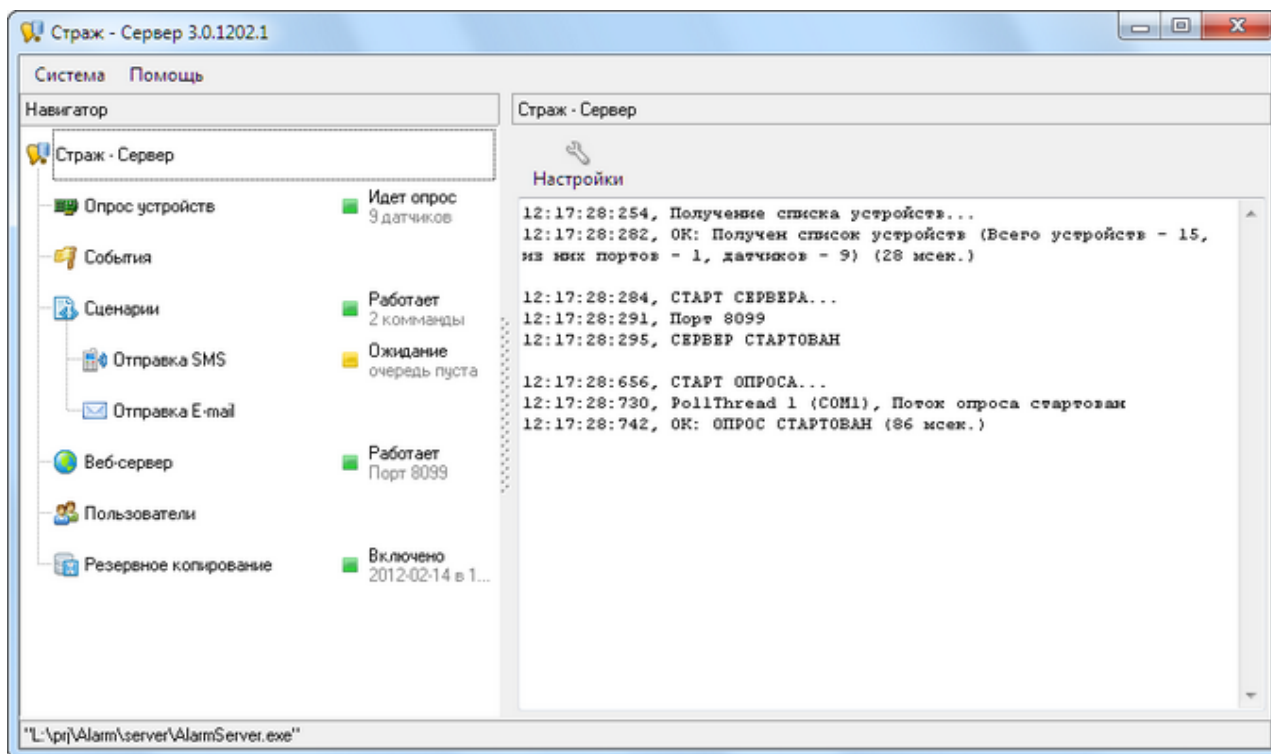 Страж - Сервер 3.0.1202.1
Система Помощь
Навигатор
Страж - Сервер
Опрос устройств
Идет опрос
9 датчиков
События
Сценарии
Работает
2 комманды
Отправка SMS
Ожидание
очередь пуста
Отправка E-mail
Веб-сервер
Работает
Порт 8099
Пользователи
Резервное копирование
Включено
2012-02-14 в 1...
Страж - Сервер
Настройки
12:17:28:254, Получение списка устройств...
12:17:28:282, ОК: Получен список устройств (Всего устройств - 15,
из них портов - 1, датчиков - 9) (28 мсек.)
12:17:28:284, СТАРТ СЕРВЕРА...
12:17:28:291, Порт 8099
12:17:28:295, СЕРВЕР СТАРТОВАН
12:17:28:656, СТАРТ ОПРОСА...
12:17:28:730, PollThread 1 (COM1), Поток опроса стартован
12:17:28:742, ОК: ОПРОС СТАРТОВАН (86 мсек.)
"L:\prj\Alarm\server\AlarmServer.exe"